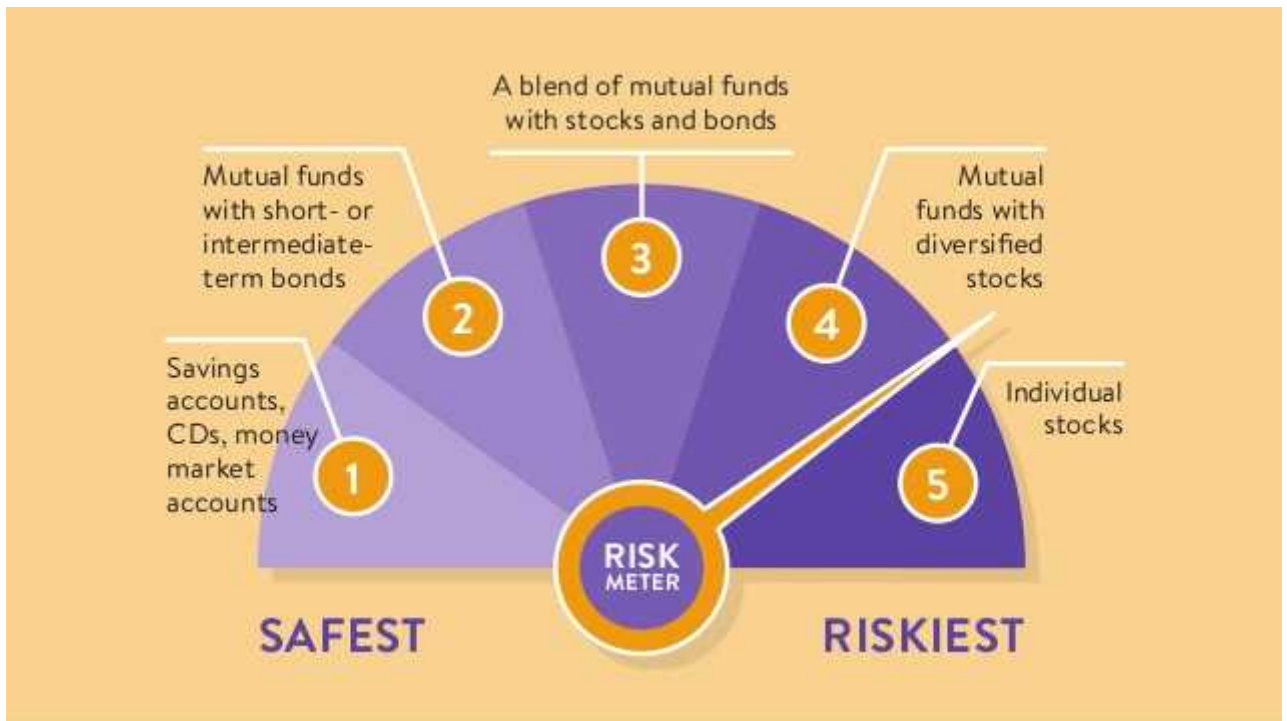 A blend of mutual funds
with stocks and bonds
Mutual funds
with short- or
intermediate-
term bonds
Mutual
funds with
diversified
stocks
3
2
4
Savings
accounts,
CDs, money
market
accounts
Individual
stocks
1
5
RISK
METER
SAFEST
RISKIEST